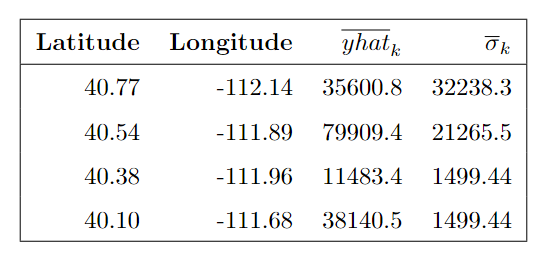 Latitude Longitude $\overline{yhat}_k$ $\overline{\sigma}_k$
40.77 -112.14 35600.8 32238.3
40.54 -111.89 79909.4 21265.5
40.38 -111.96 11483.4 1499.44
40.10 -111.68 38140.5 1499.44